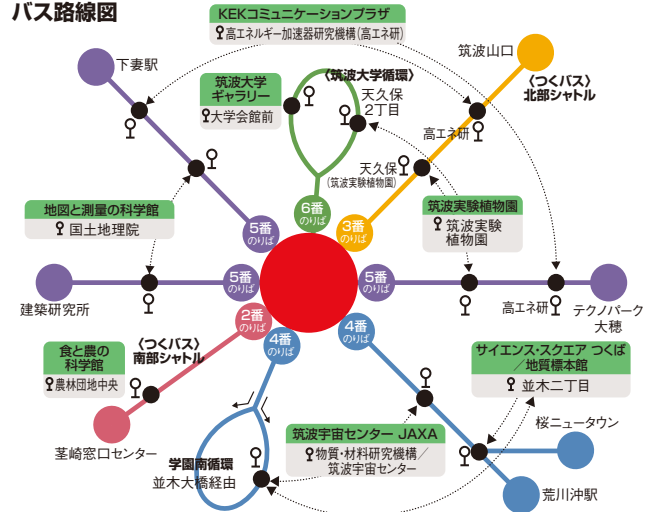 バス路線図
KEKコミュニケーションプラザ
高エネルギー加速器研究機構(高エネ研)
下妻駅
筑波大学
ギャラリー
大学会館前
〈筑波大学循環〉
天久保
2丁目
筑波山口
〈つくバス〉
北部シャトル
高エネ研
天久保
(筑波実験植物園)
地図と測量の科学館
国土地理院
筑波実験植物園
筑波実験
植物園
5番
のりば
6番
のりば
3番
のりば
5番
のりば
5番
のりば
建築研究所
高エネ研
テクノパーク
大穂
2番
のりば
4番
のりば
4番
のりば
〈つくバス〉
南部シャトル
食と農の
科学館
農林団地中央
茎崎窓口センター
サイエンス・スクエア つくば
/地質標本館
並木二丁目
筑波宇宙センター JAXA
物質・材料研究機構/
筑波宇宙センター
学園南循環
並木大橋経由
桜ニュータウン
荒川沖駅